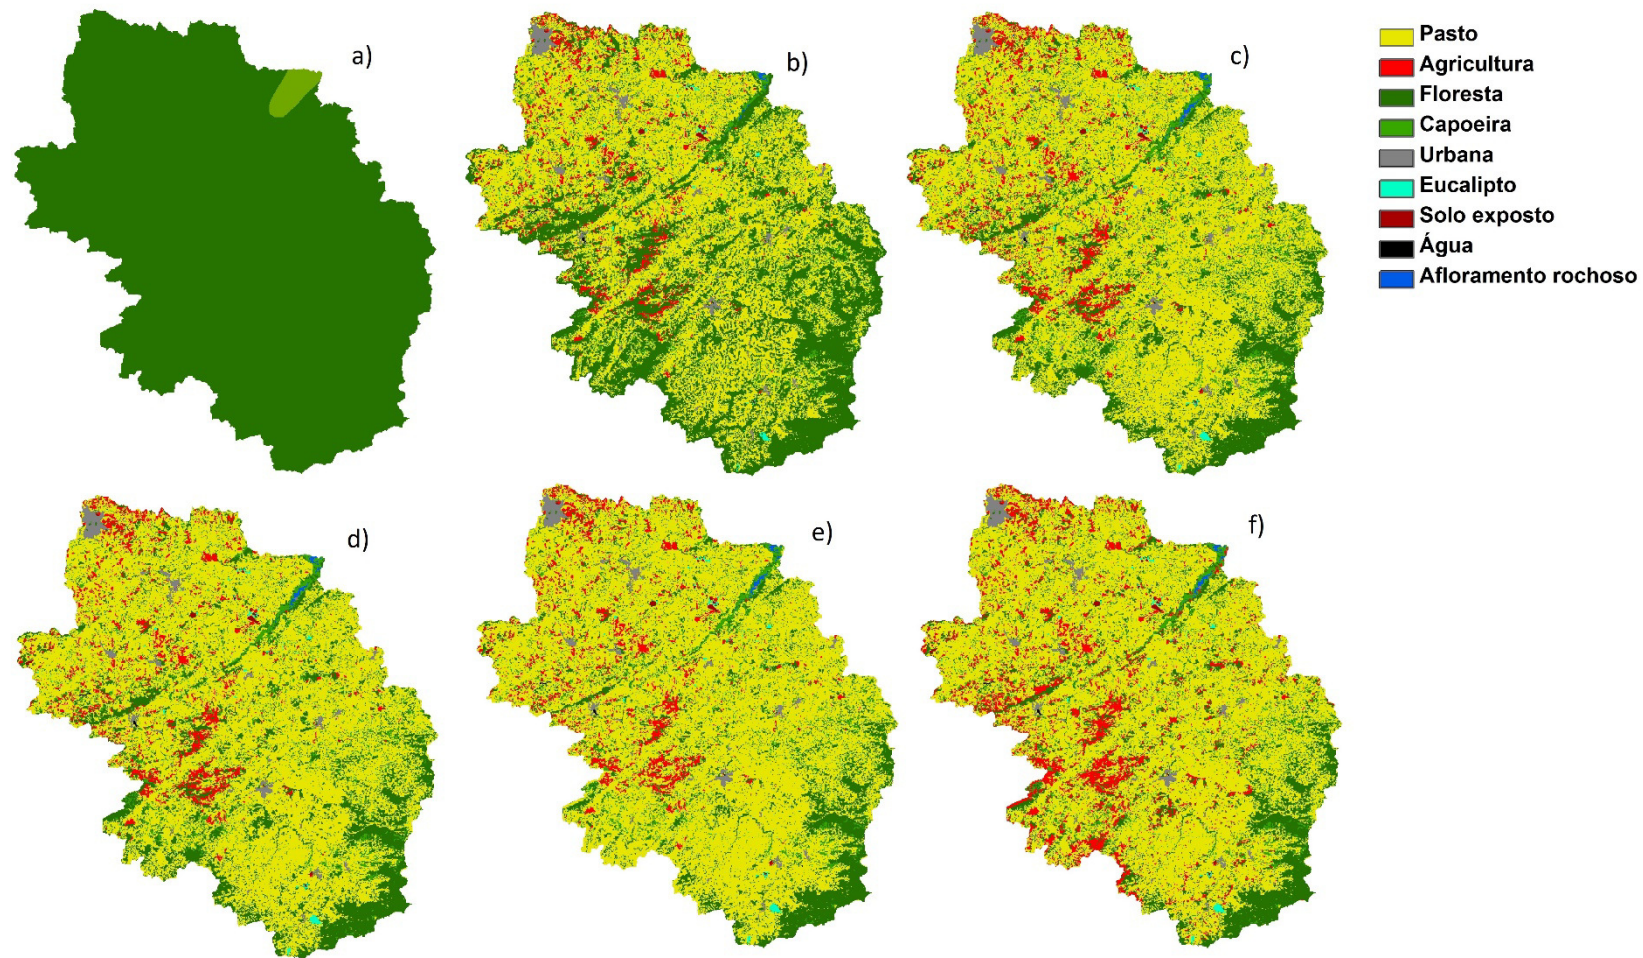 a)
b)
c)
Pasto
Agricultura
Floresta
Capoeira
Urbana
Eucalipto
Solo exposto
Água
Afloramento rochoso
d)
e)
f)